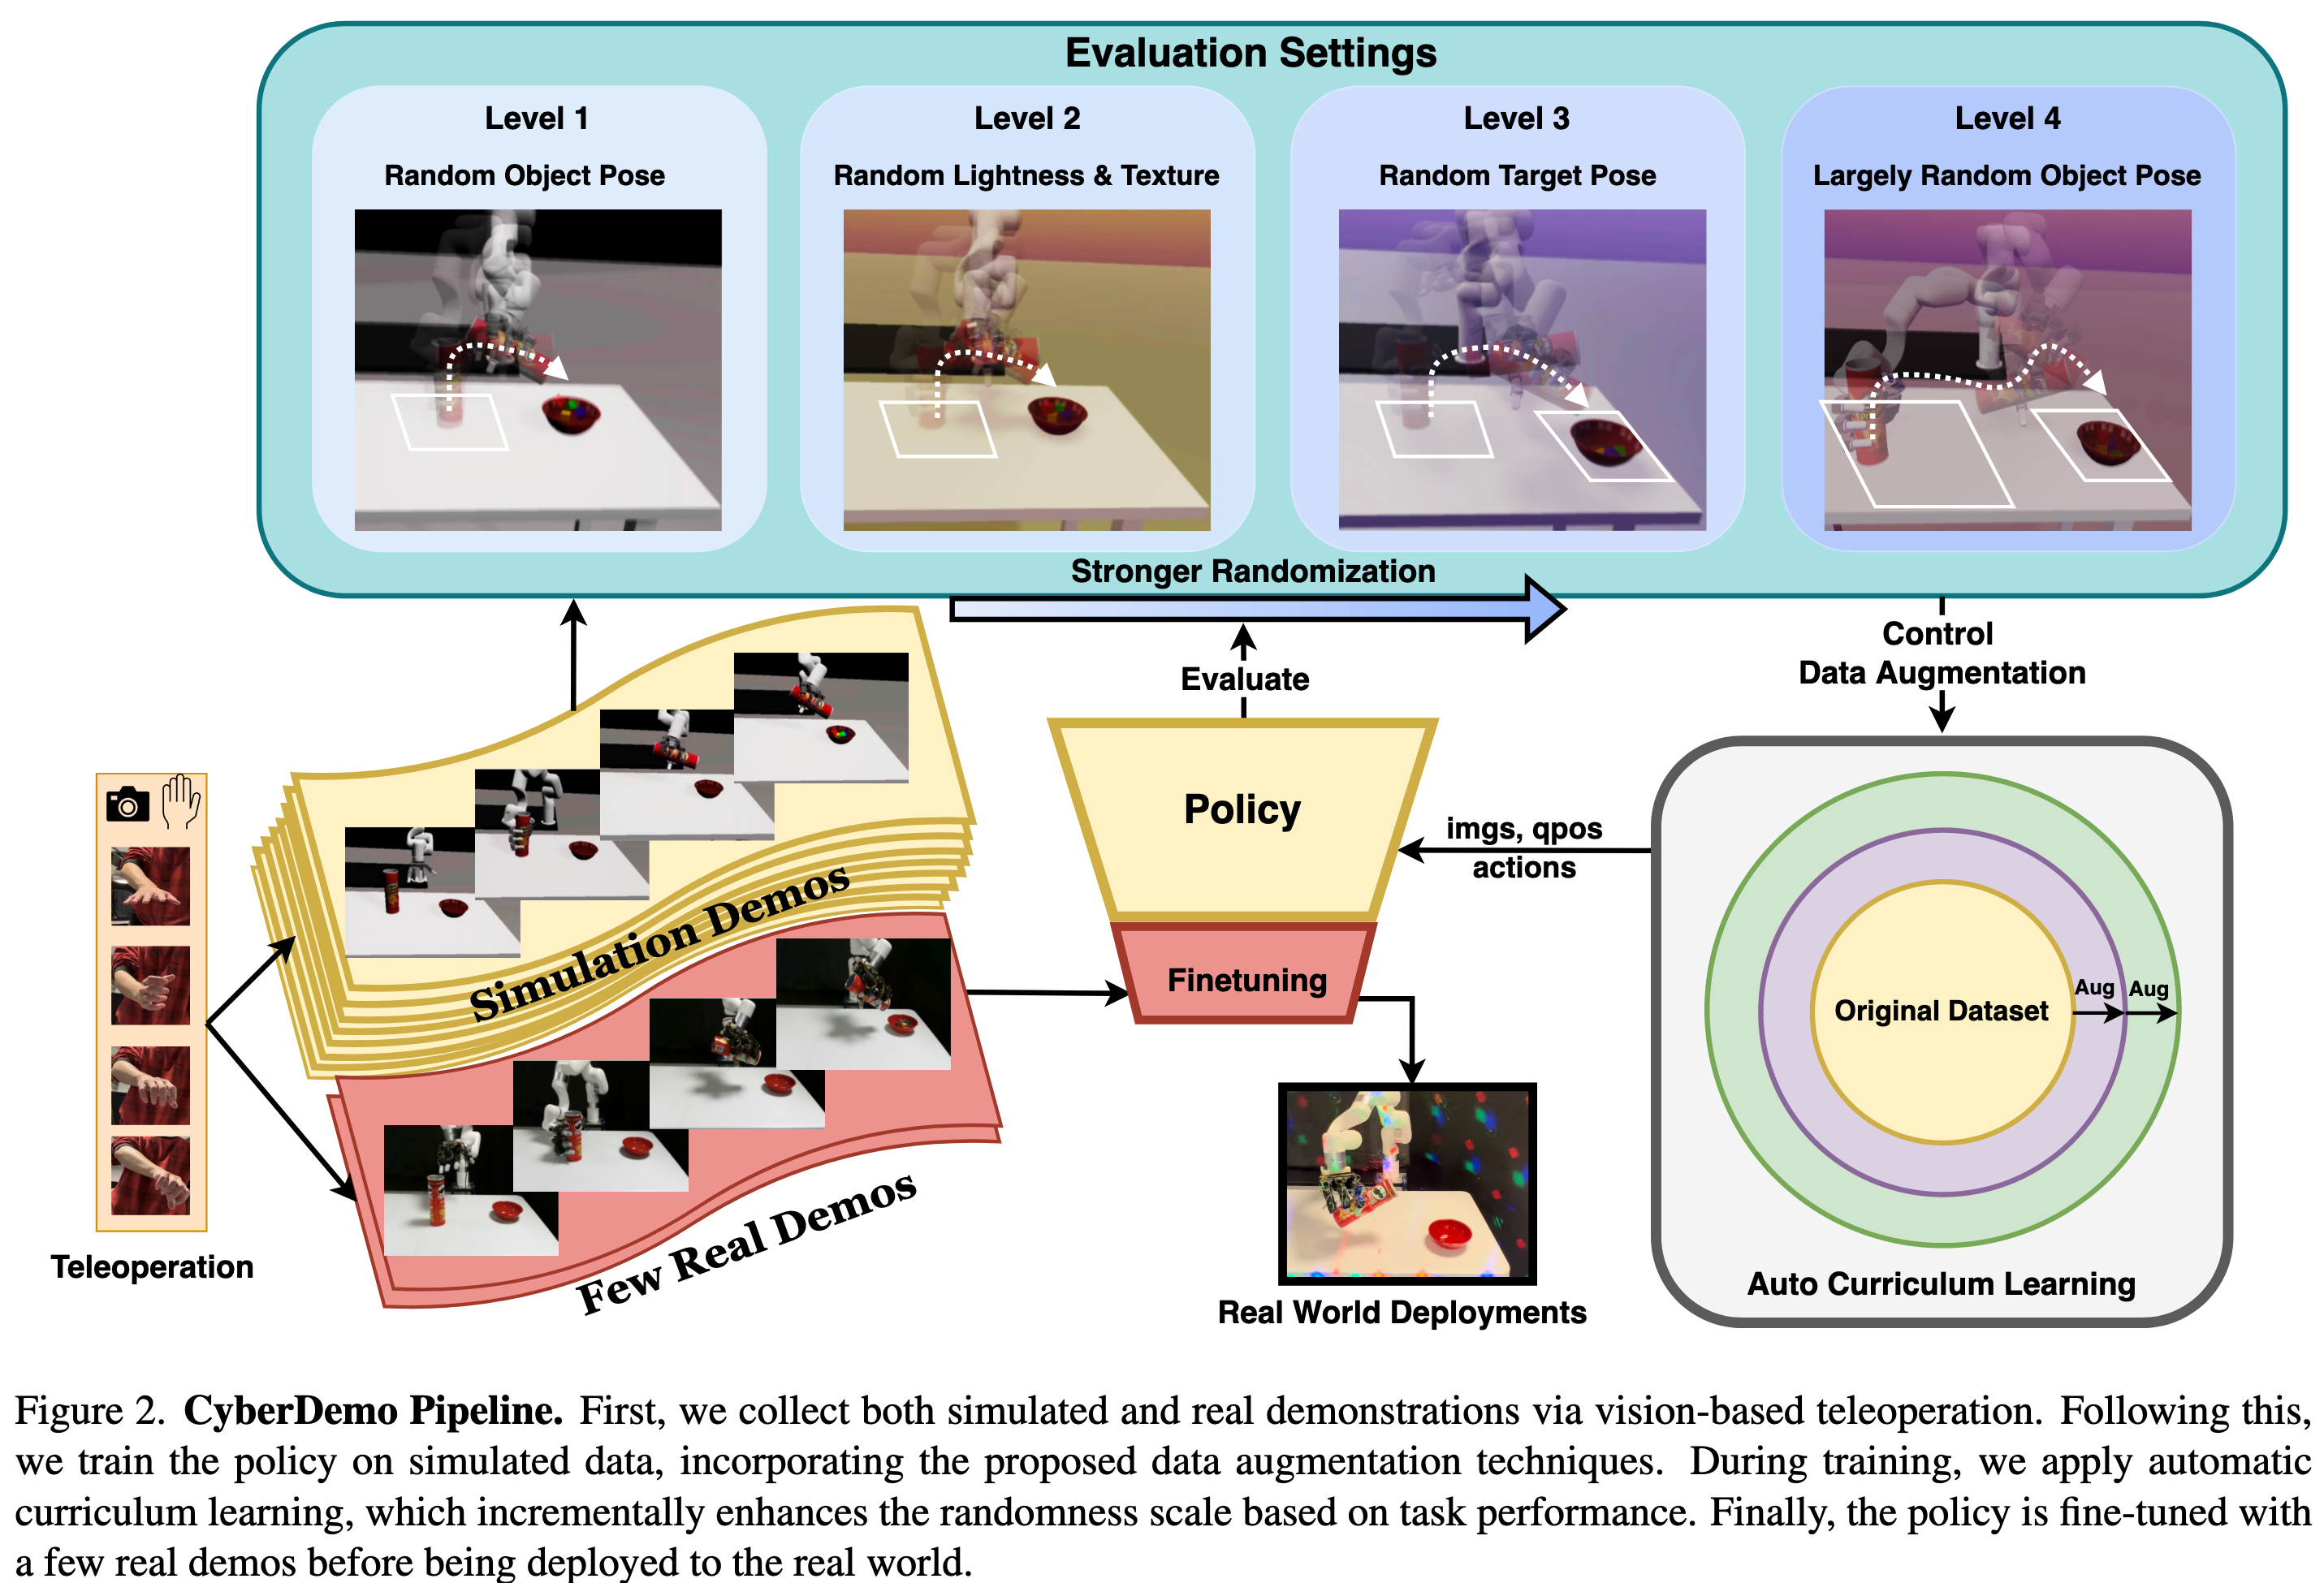 Evaluation Settings
Level 1
Random Object Pose
Level 2
Random Lightness & Texture
Level 3
Random Target Pose
Level 4
Largely Random Object Pose
Stronger Randomization
Control
Data Augmentation
Evaluate
Policy
imgs, qpos
actions
Finetuning
Simulation Demos
Few Real Demos
Teleoperation
Real World Deployments
Original Dataset
Aug
Aug
Auto Curriculum Learning
Figure 2. CyberDemo Pipeline. First, we collect both simulated and real demonstrations via vision-based teleoperation. Following this,
we train the policy on simulated data, incorporating the proposed data augmentation techniques. During training, we apply automatic
curriculum learning, which incrementally enhances the randomness scale based on task performance. Finally, the policy is fine-tuned with
a few real demos before being deployed to the real world.